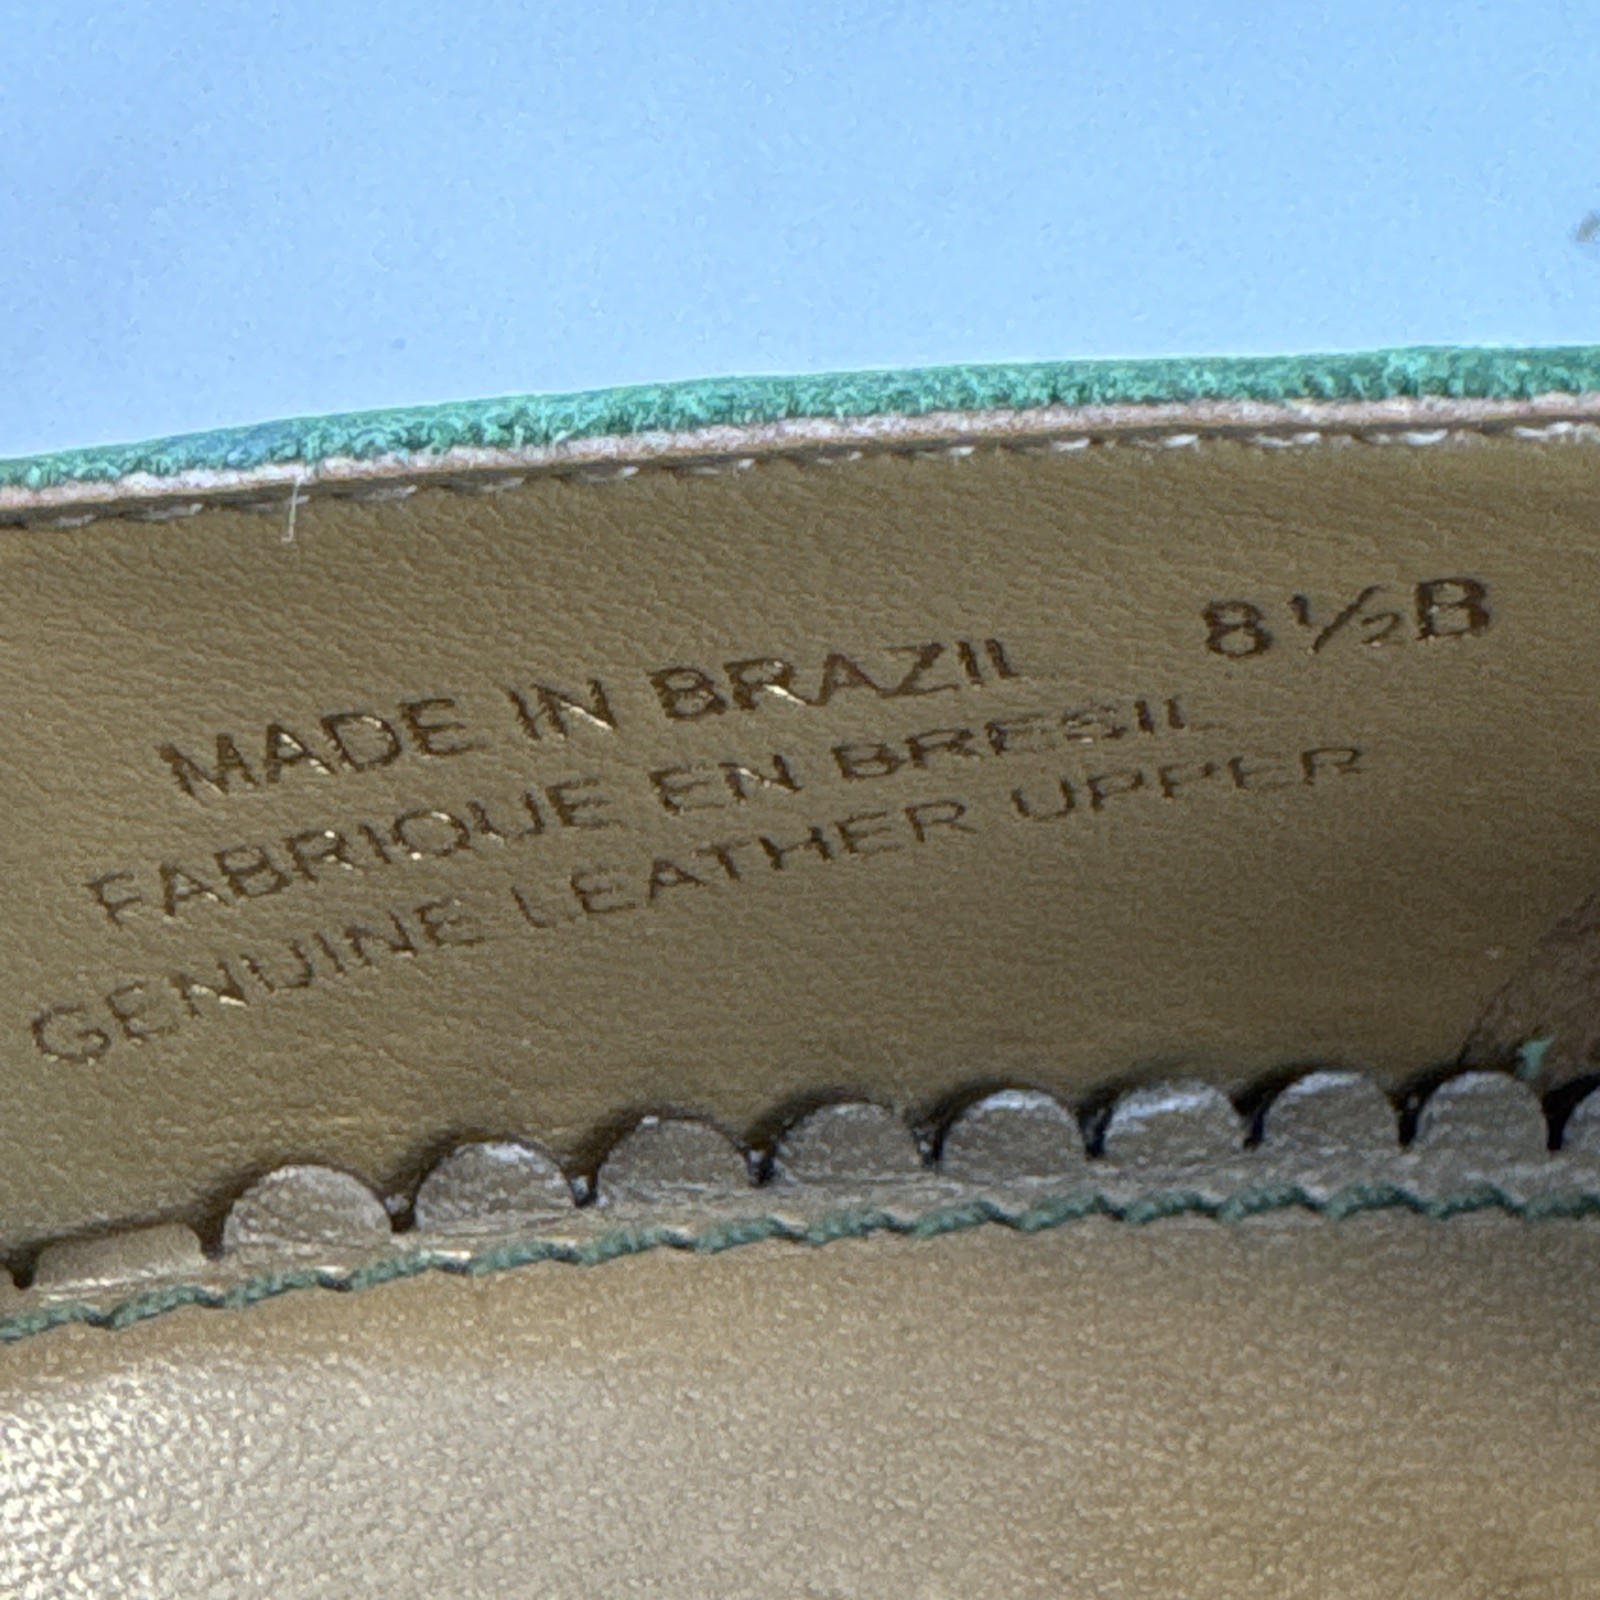 MADE IN BRAZIL 8½B
FABRIQUE EN BRESIL
GENUINE LEATHER UPPER